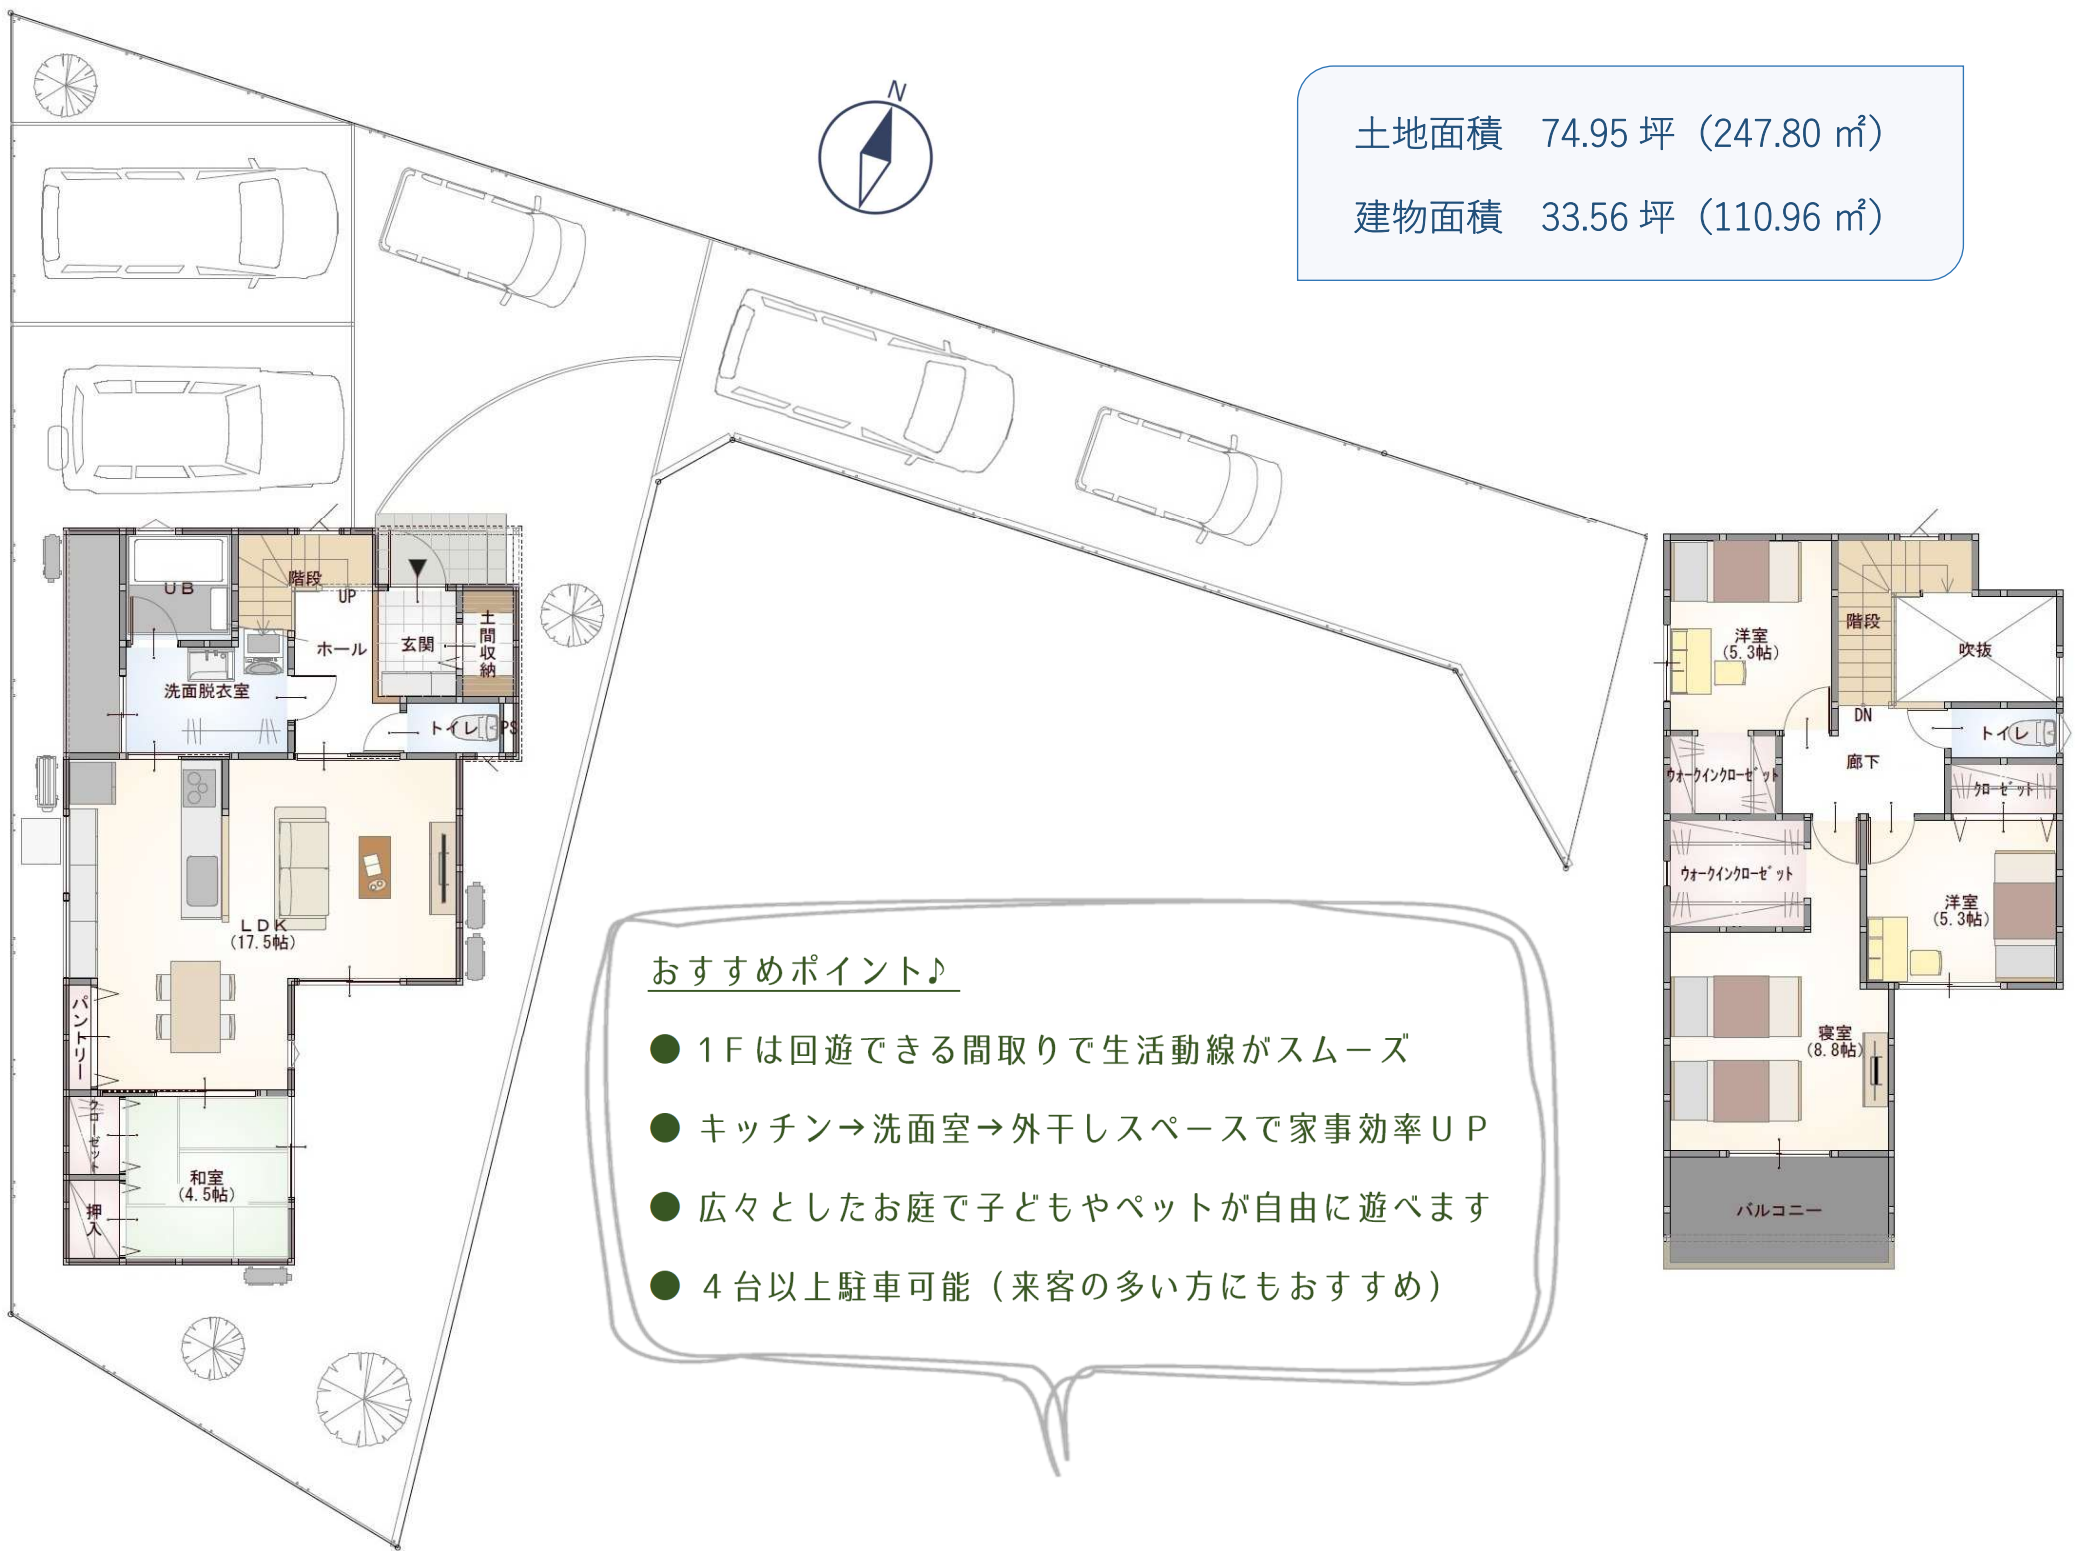 N
土地面積　74.95 坪（247.80 ㎡）
建物面積　33.56 坪（110.96 ㎡）
ＵＢ
階段
UP
ホール
玄関
土間収納
洗面脱衣室
トイレ
PS
ＬＤＫ
(17.5帖)
パントリー
クローゼット
和室
(4.5帖)
押入
おすすめポイント♪
● １Ｆは回遊できる間取りで生活動線がスムーズ
● キッチン→洗面室→外干しスペースで家事効率ＵＰ
● 広々としたお庭で子どもやペットが自由に遊べます
● ４台以上駐車可能（来客の多い方にもおすすめ）
洋室
(5.3帖)
階段
吹抜
DN
トイレ
廊下
ウォークインクローゼット
クローゼット
ウォークインクローゼット
洋室
(5.3帖)
寝室
(8.8帖)
バルコニー